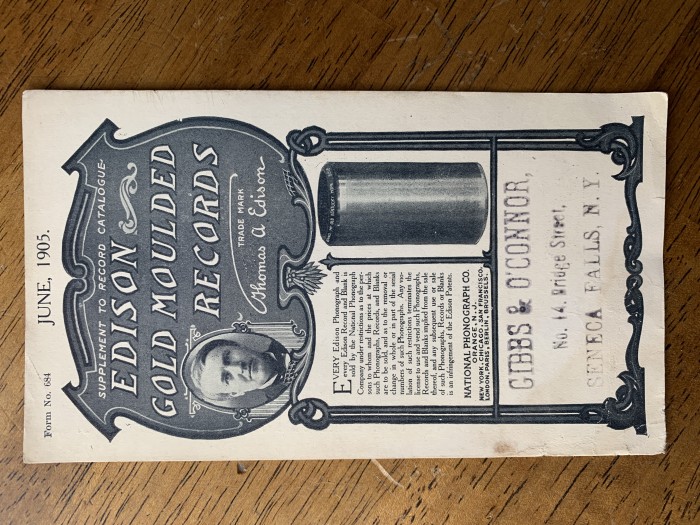 Form No. 684
JUNE, 1905.
SUPPLEMENT TO RECORD CATALOGUE
EDISON
GOLD MOULDED
RECORDS
TRADE MARK
Thomas A Edison
EVERY Edison Phonograph and
every Edison Record and Blank is
sold by the National Phonograph
Company under restrictions as to the per-
sons to whom and prices at which
such Phonographs, Records, and Blanks
are to be sold, and as to the removal or
change in whole or in part of the serial
numbers of such Phonographs. Any vio-
lation of such restrictions terminates the
license to use and vend such Phonographs,
Records and Blanks implied from the sale
thereof, and any subsequent use or sale
of such Phonographs, Records or Blanks
is an infringement of the Edison Patents.
NATIONAL PHONOGRAPH CO.
ORANGE, N. J.
NEW YORK, CHICAGO, SAN FRANCISCO.
LONDON, PARIS, BERLIN, BRUSSELS.
GIBBS & O'CONNOR,
No. 14 Bridge Street,
SENECA FALLS, N. Y.